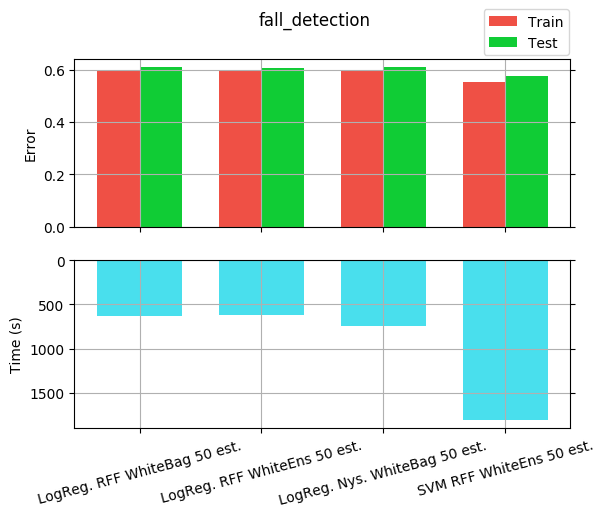 fall_detection
Train
Test
Error
0.6
0.4
0.2
0.0
Time (s)
0
500
1000
1500
LogReg. RFF WhiteBag 50 est.
LogReg. RFF WhiteEns 50 est.
LogReg. Nys. WhiteBag 50 est.
SVM RFF WhiteEns 50 est.